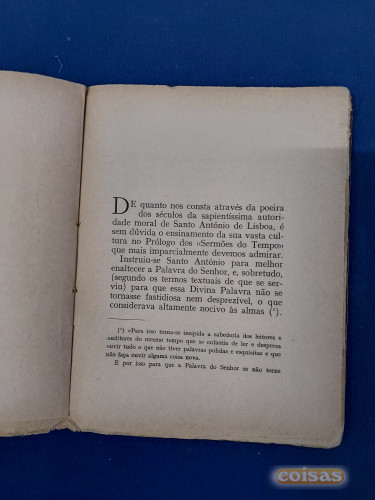 DE quanto nos consta através da poeira
dos séculos da sapientíssima autori-
dade moral de Santo António de Lisboa, é
sem dúvida o ensinamento da sua vasta cul-
tura no Prólogo dos «Sermões do Tempo»
que mais imparcialmente devemos admirar.
Instruiu-se Santo António para melhor
enaltecer a Palavra do Senhor, e, sobretudo,
(segundo os termos textuais de que se ser-
viu) para que essa Divina Palavra não se
tornasse fastidiosa nem desprezível, o que
considerava altamente nocivo às almas (¹).
(¹) «Para isso torna-se insípida a sabedoria dos leitores e
auditores do mesmo tempo que se enfastia de ler e despreza
ouvir tudo o que não tiver palavras polidas e esquisitas e que
não faça ouvir alguma coisa nova.
E por isso para que a Palavra do Senhor se não torne
coisas